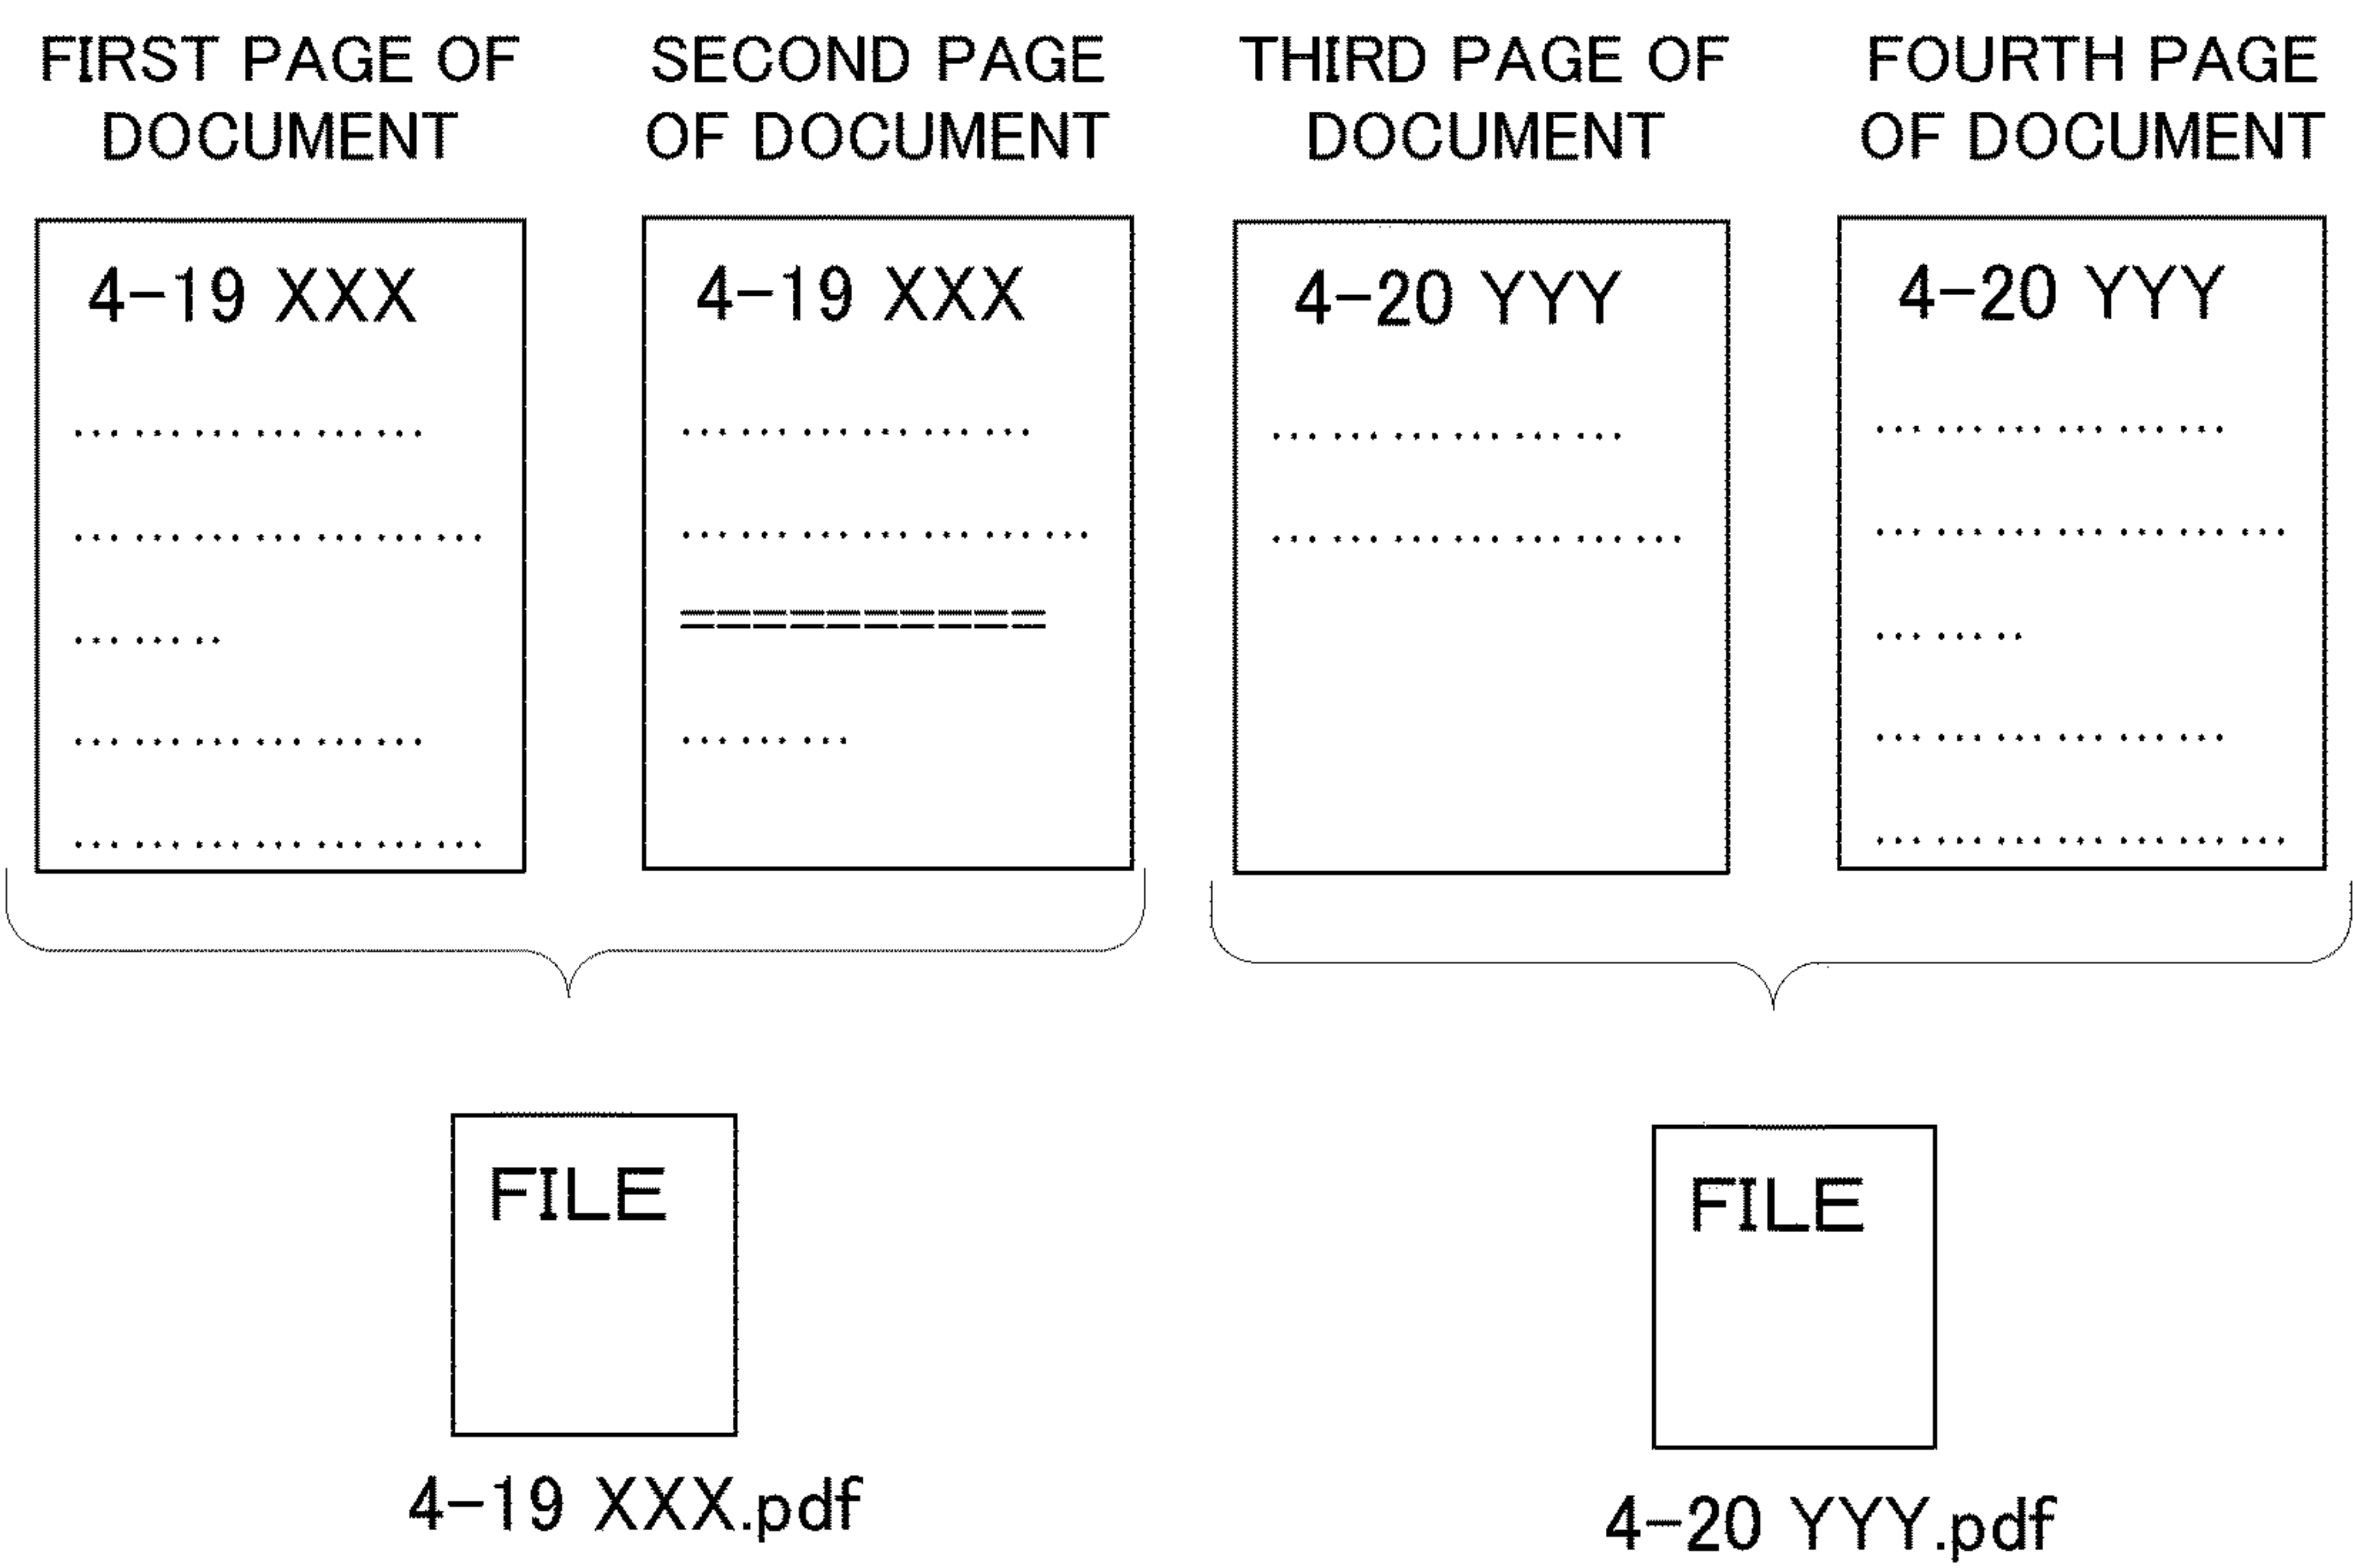 FIRST PAGE OF
DOCUMENT
SECOND PAGE
OF DOCUMENT
THIRD PAGE OF
DOCUMENT
FOURTH PAGE
OF DOCUMENT
4-19 XXX
4-19 XXX
4-20 YYY
4-20 YYY
FILE
4-19 XXX.pdf
FILE
4-20 YYY.pdf